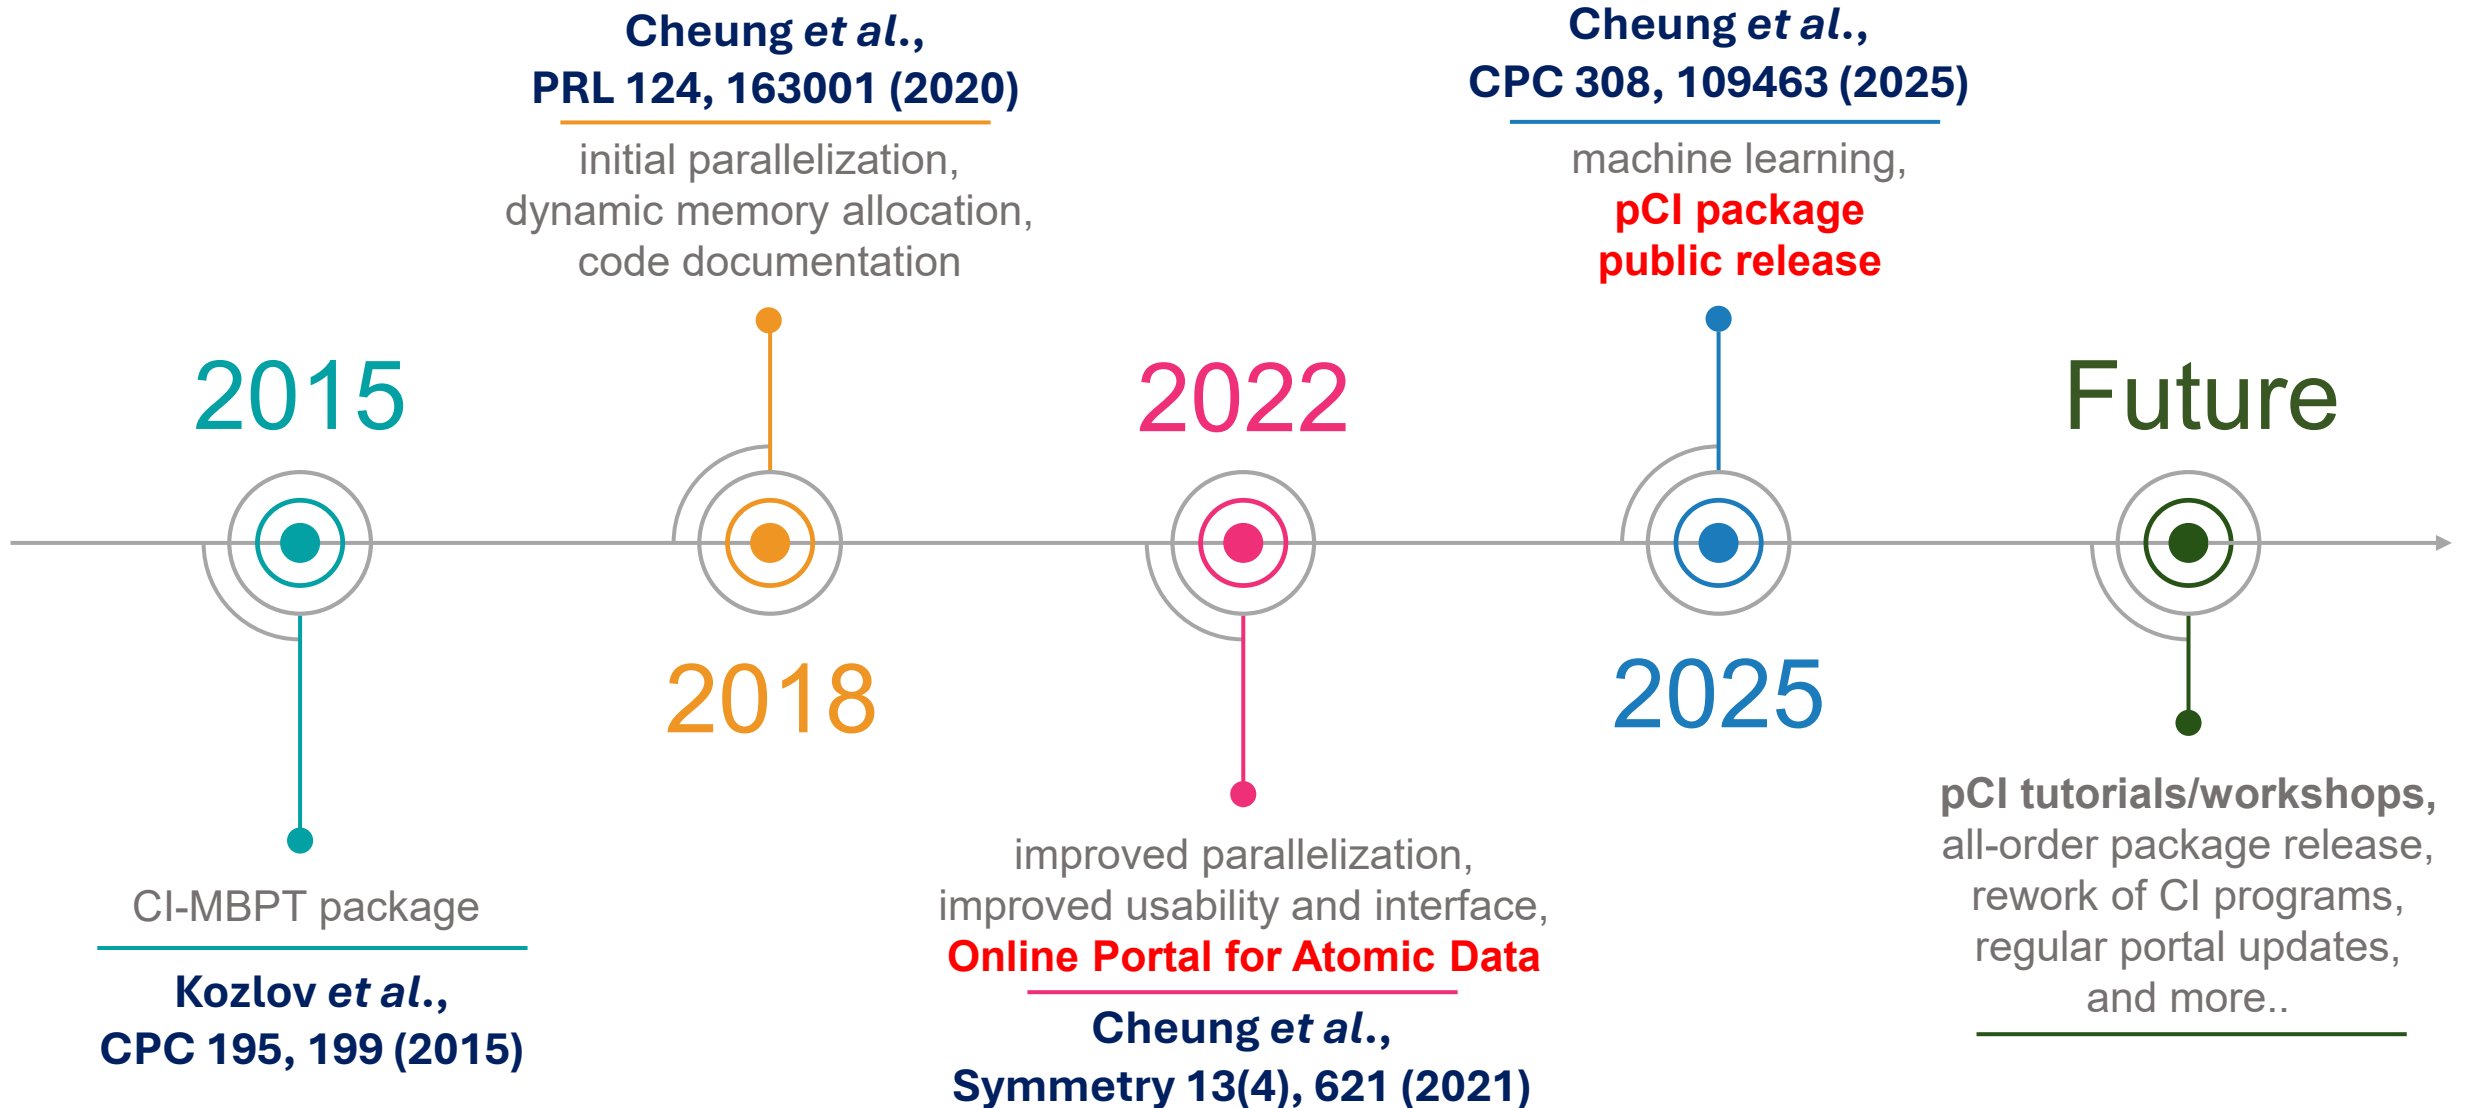 2015
CI-MBPT package
Kozlov et al.,
CPC 195, 199 (2015)
Cheung et al.,
PRL 124, 163001 (2020)
initial parallelization,
dynamic memory allocation,
code documentation
2018
2022
improved parallelization,
improved usability and interface,
Online Portal for Atomic Data
Cheung et al.,
Symmetry 13(4), 621 (2021)
Cheung et al.,
CPC 308, 109463 (2025)
machine learning,
pCI package
public release
2025
Future
pCI tutorials/workshops,
all-order package release,
rework of CI programs,
regular portal updates,
and more..